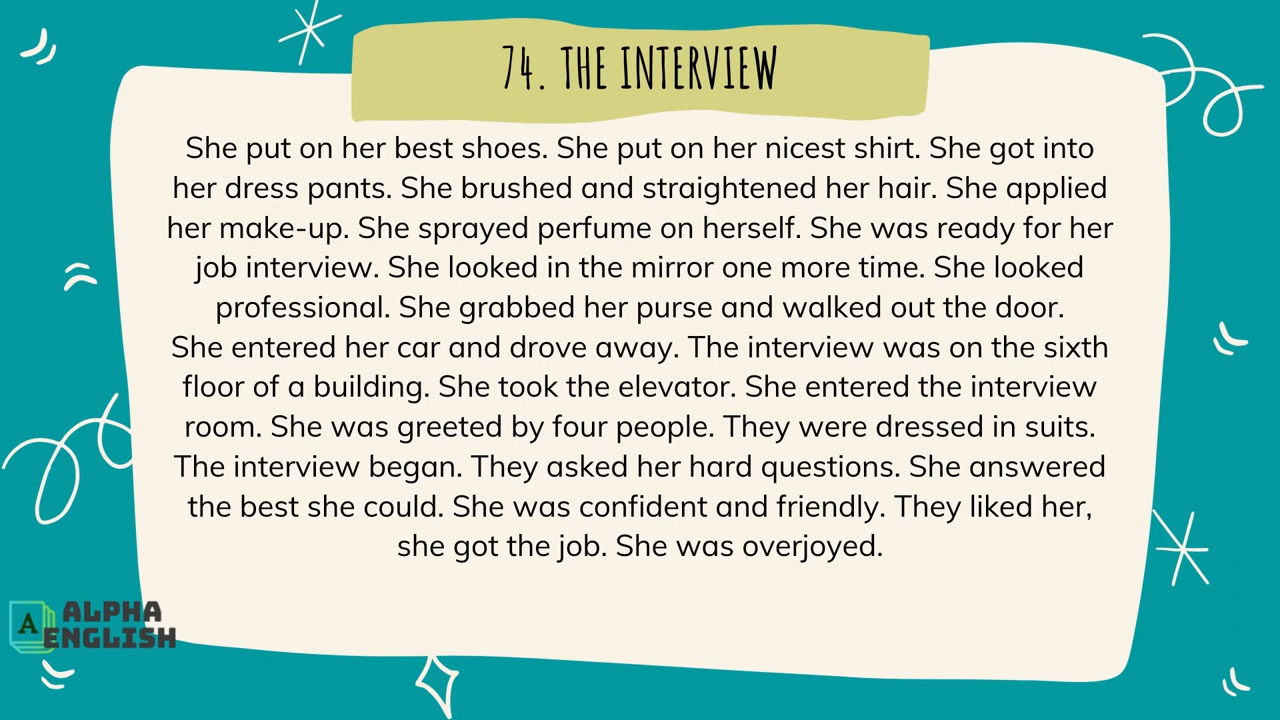 74. THE INTERVIEW
She put on her best shoes. She put on her nicest shirt. She got into
her dress pants. She brushed and straightened her hair. She applied
her make-up. She sprayed perfume on herself. She was ready for her
job interview. She looked in the mirror one more time. She looked
professional. She grabbed her purse and walked out the door.
She entered her car and drove away. The interview was on the sixth
floor of a building. She took the elevator. She entered the interview
room. She was greeted by four people. They were dressed in suits.
The interview began. They asked her hard questions. She answered
the best she could. She was confident and friendly. They liked her,
she got the job. She was overjoyed.
A
ALPHA
ENGLISH